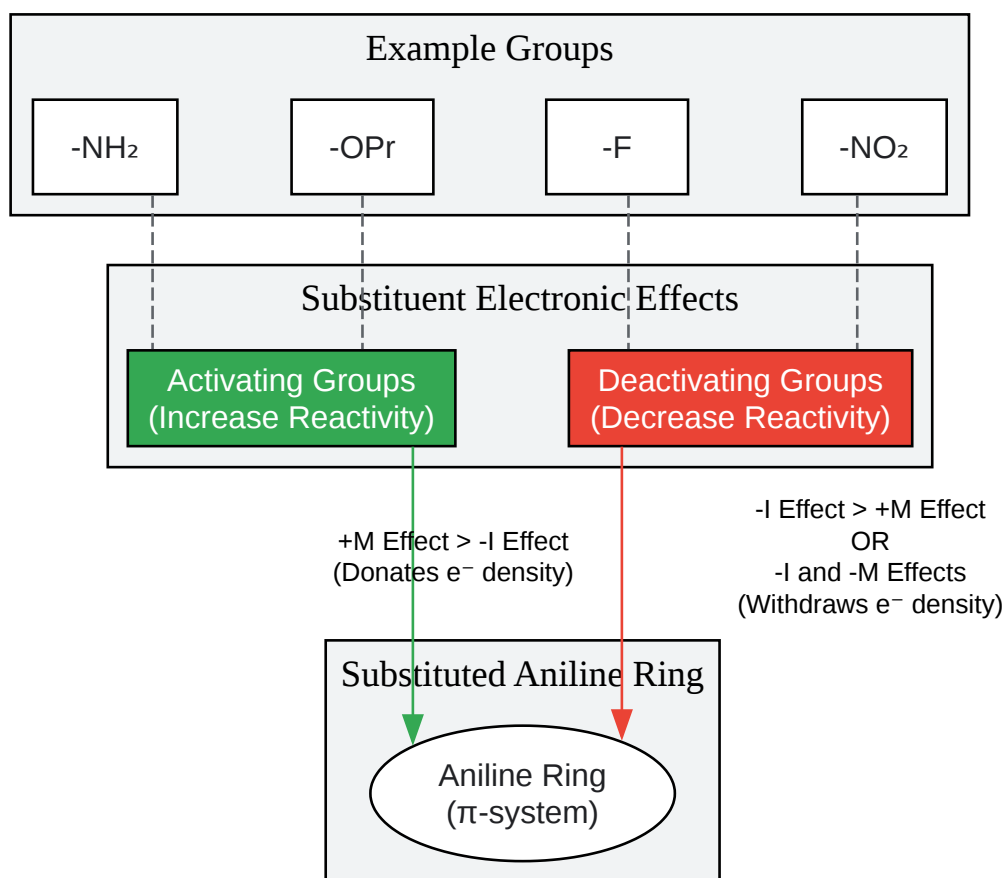 Example Groups
-NH₂
-OPr
-F
-NO₂
Substituent Electronic Effects
Activating Groups
(Increase Reactivity)
Deactivating Groups
(Decrease Reactivity)
+M Effect > -I Effect
(Donates e⁻ density)
-I Effect > +M Effect
OR
-I and -M Effects
(Withdraws e⁻ density)
Substituted Aniline Ring
Aniline Ring
(π-system)